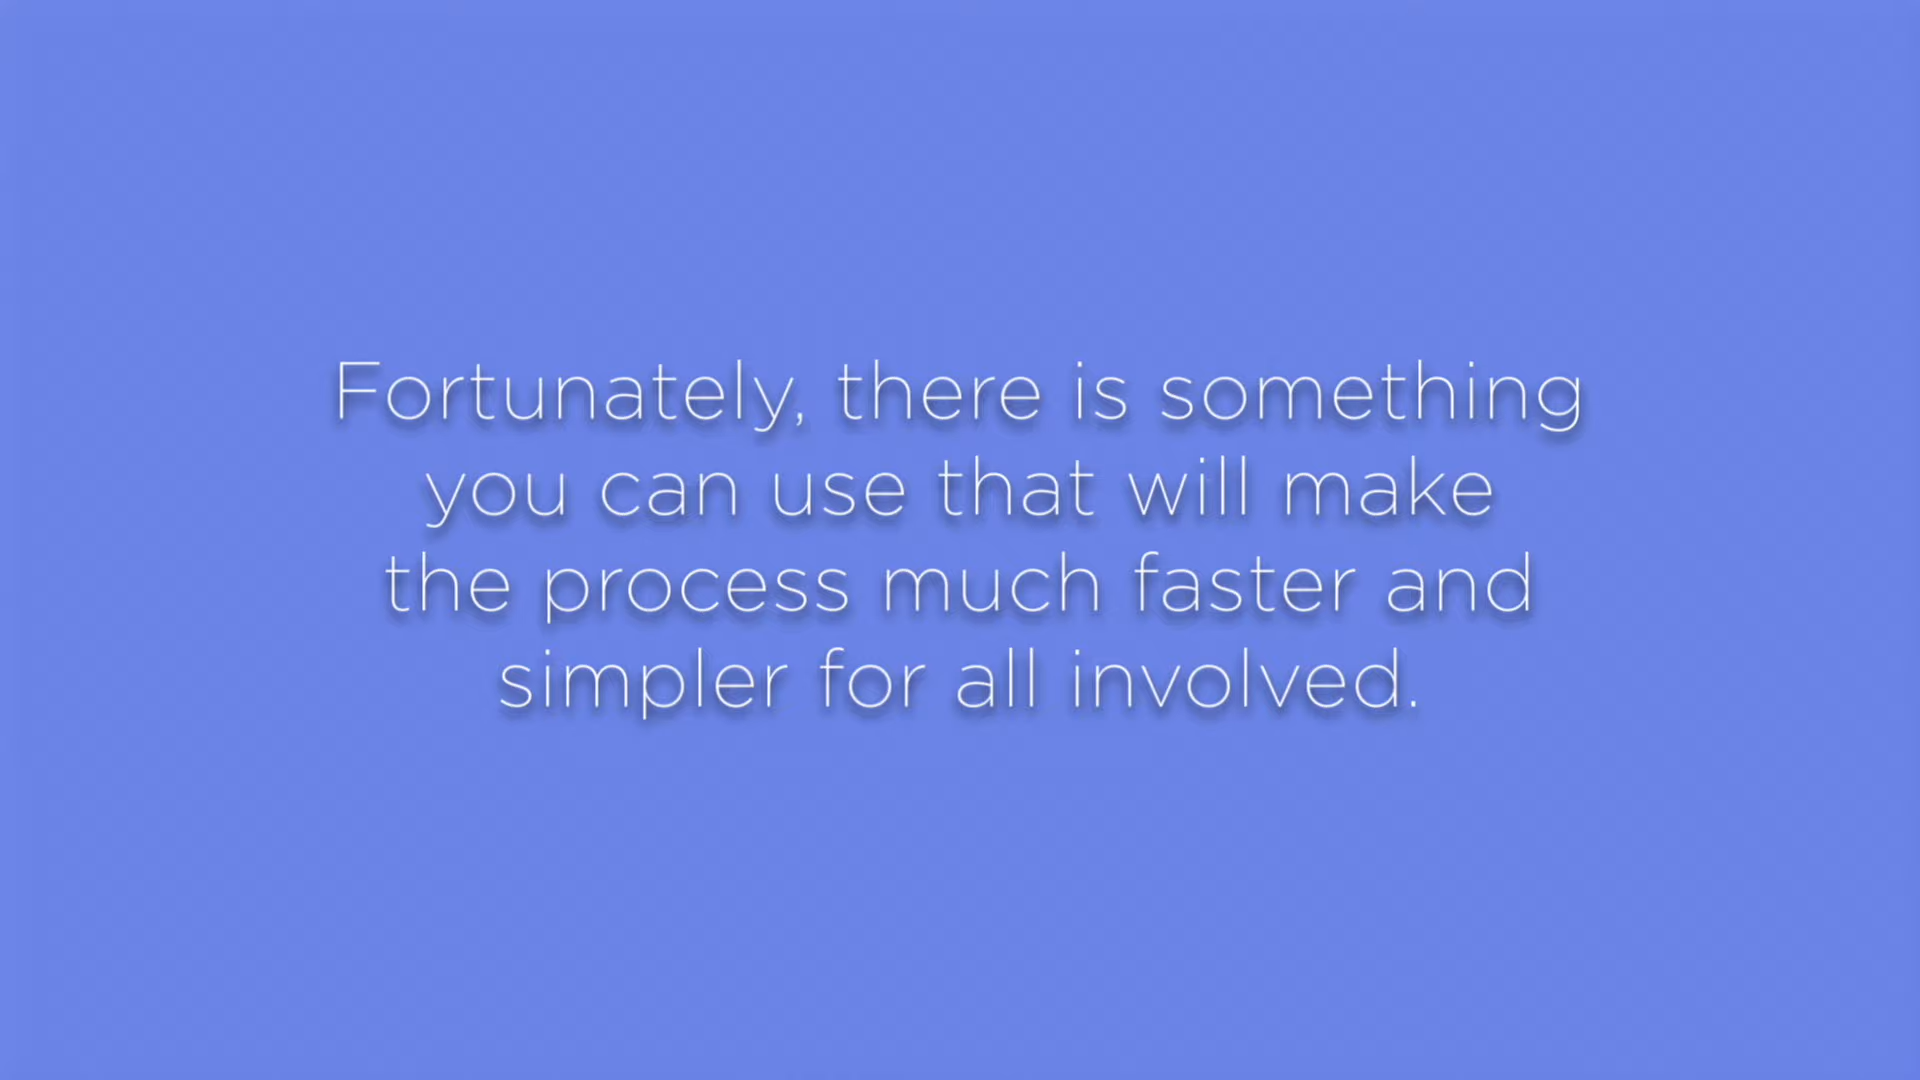 Fortunately, there is something
you can use that will make
the process much faster and
simpler for all involved.